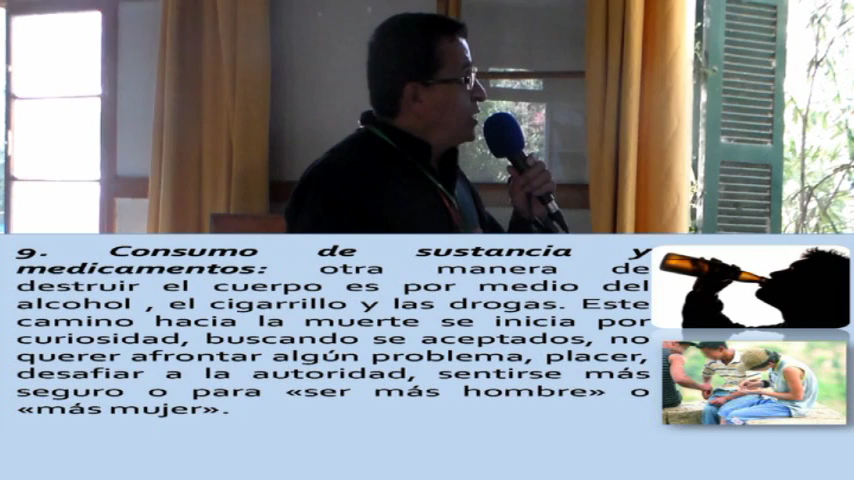 9. Consumo de sustancia y
medicamentos: otra manera de
destruir el cuerpo es por medio del
alcohol , el cigarrillo y las drogas. Este
camino hacia la muerte se inicia por
curiosidad, buscando se aceptados, no
querer afrontar algún problema, placer,
desafiar a la autoridad, sentirse más
seguro o para «ser más hombre» o
«más mujer».